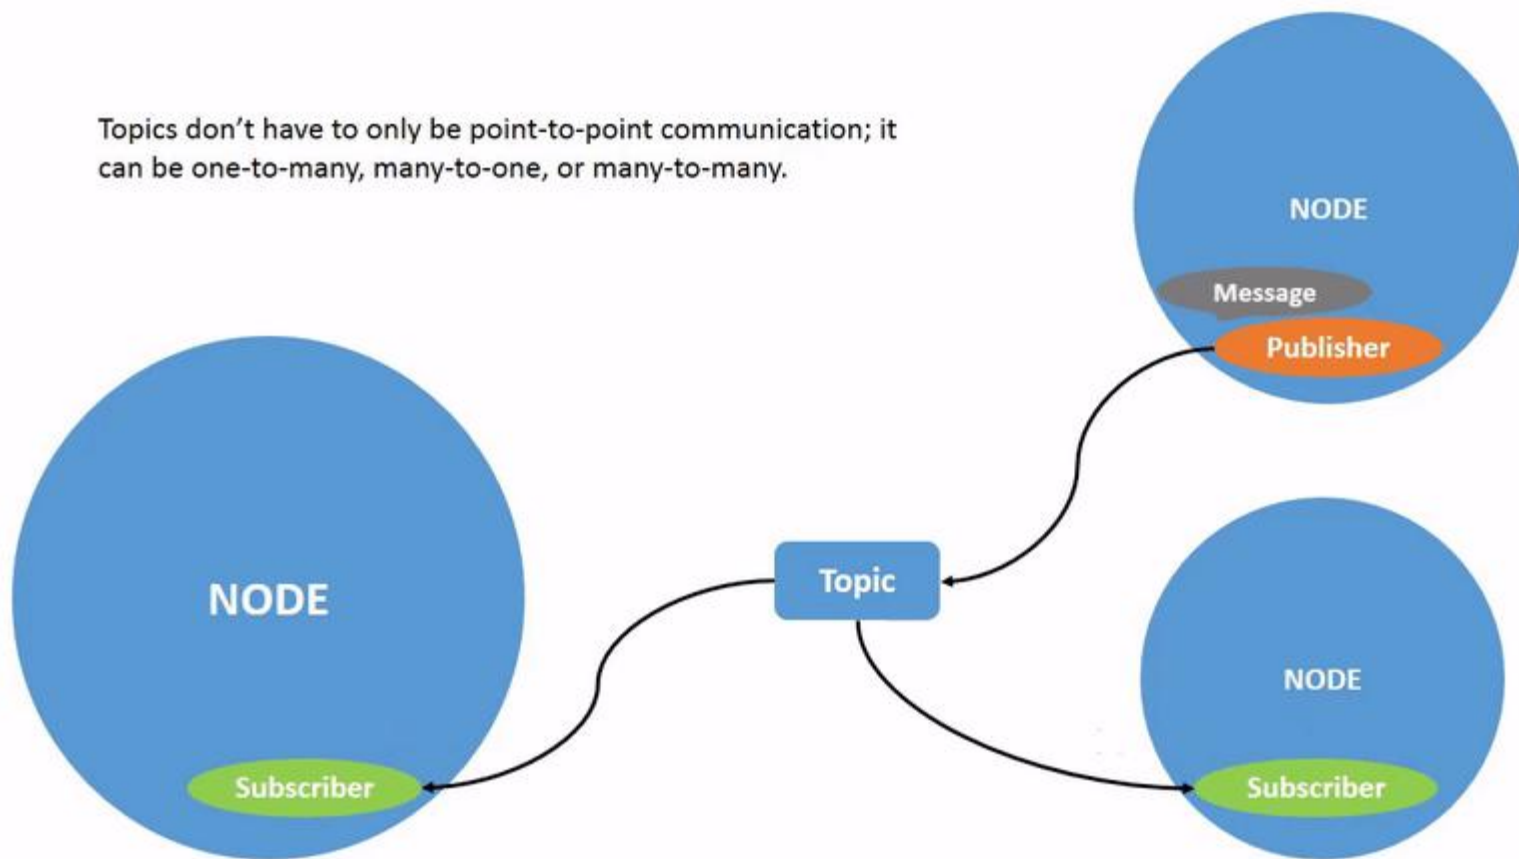 Topics don’t have to only be point-to-point communication; it
can be one-to-many, many-to-one, or many-to-many.
NODE
Message
Publisher
Topic
NODE
NODE
Subscriber
Subscriber